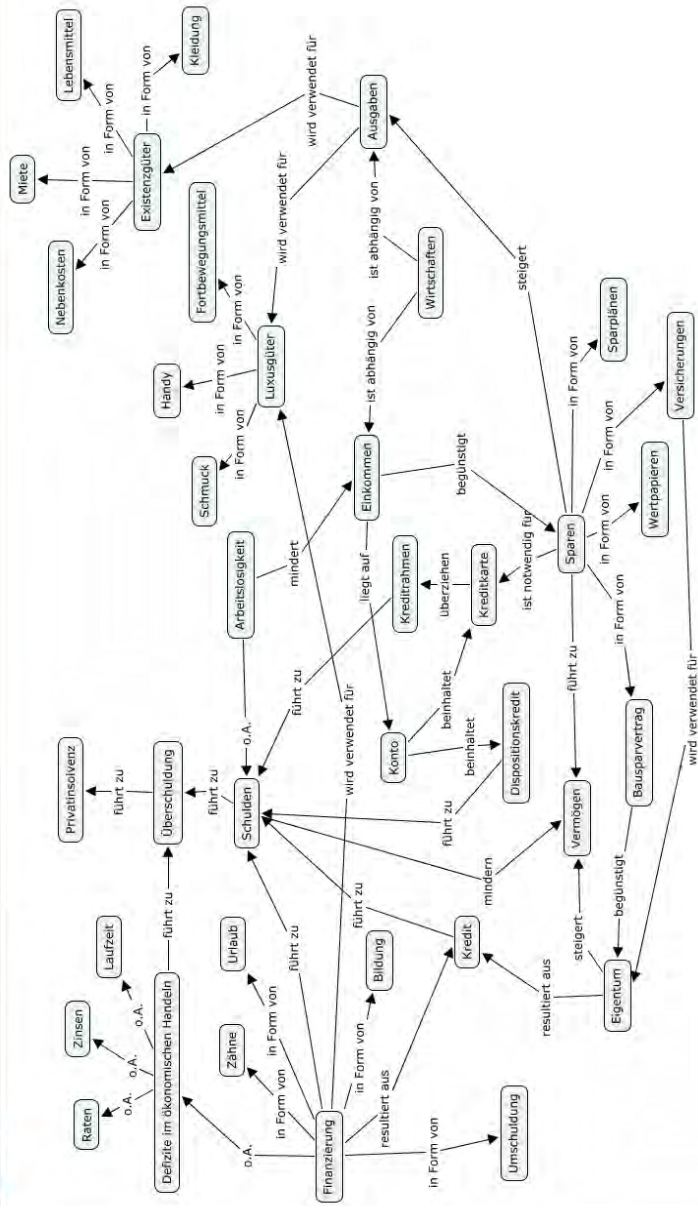 Raten
Zinsen
Laufzeit
o.A.
o.A.
o.A.
Defizite im ökonomischen Handeln
führt zu
Überschuldung
führt zu
Privatinsolvenz
Nebenkosten
Miete
Lebensmittel
Kleidung
in Form von
in Form von
in Form von
in Form von
Existenzgüter
o.A.
Zähne
Urlaub
in Form von
in Form von
führt zu
Schulden
führt zu
o.A.
Arbeitslosigkeit
mindert
Schmuck
Handy
Fortbewegungsmittel
in Form von
in Form von
in Form von
Luxusgüter
wird verwendet für
wird verwendet für
Finanzierung
wird verwendet für
in Form von
Bildung
resultiert aus
führt zu
Kredit
mindern
führt zu
führt zu
Konto
liegt auf
Einkommen
ist abhängig von
ist abhängig von
Ausgaben
Wirtschaften
beinhaltet
beinhaltet
Kreditrahmen
überziehen
Kreditkarte
Dispositionskredit
begünstigt
ist notwendig für
steigert
in Form von
Umschuldung
resultiert aus
steigert
Vermögen
führt zu
Sparen
in Form von
Sparplänen
Eigentum
begünstigt
Bausparvertrag
in Form von
in Form von
Wertpapieren
in Form von
Versicherungen
wird verwendet für